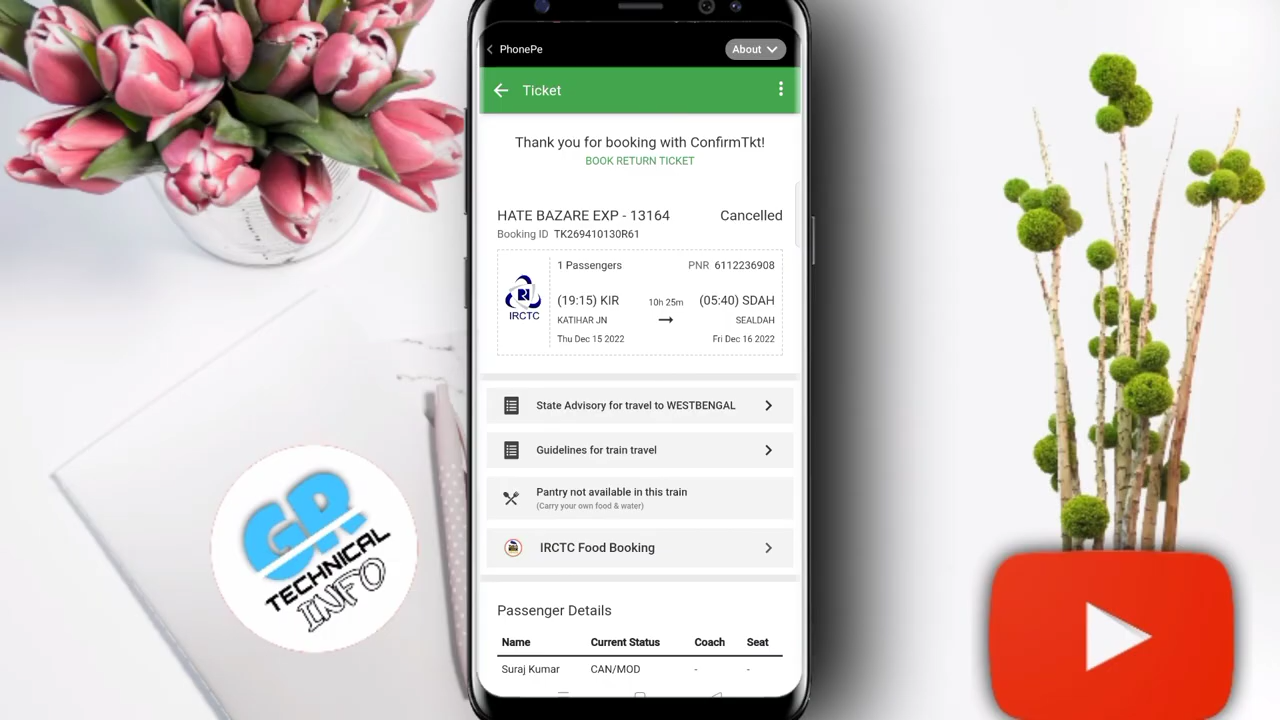 PhonePe
About
Ticket
Thank you for booking with ConfirmTkt!
BOOK RETURN TICKET
HATE BAZARE EXP - 13164 Cancelled
Booking ID TK269410130R61
1 Passengers PNR 6112236908
(19:15) KIR 10h 25m (05:40) SDAH
IRCTC
KATIHAR JN SEALDAH
Thu Dec 15 2022 Fri Dec 16 2022
State Advisory for travel to WESTBENGAL
Guidelines for train travel
Pantry not available in this train
(Carry your own food & water)
IRCTC Food Booking
Passenger Details
Name Current Status Coach Seat
Suraj Kumar CAN/MOD - -
GR
TECHNICAL
INFO